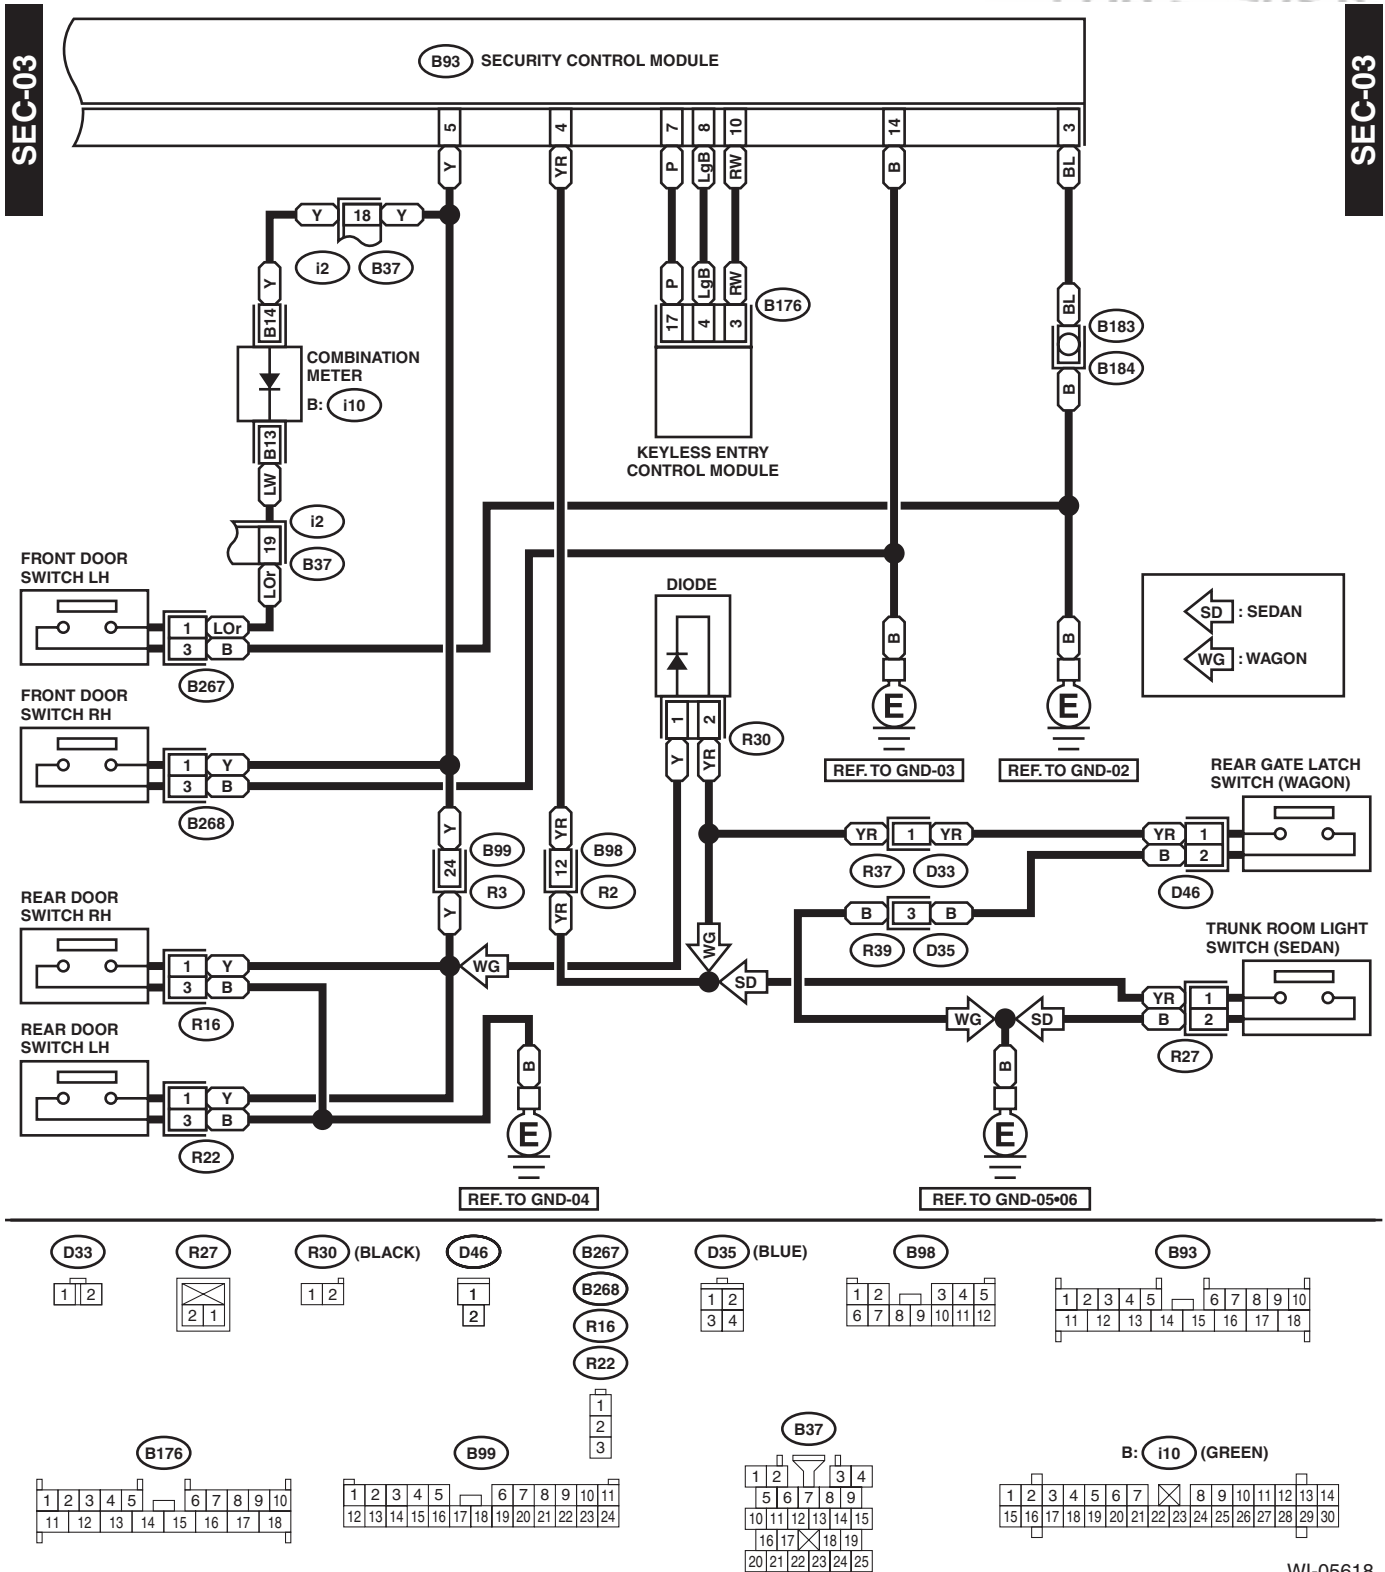 SEC-03
SEC-03
B93 SECURITY CONTROL MODULE
5 4 7 8 10 14 3
Y YR P LgB RW B BL
Y 18 Y
i2 B37
Y
B14
COMBINATION
METER
B: i10
B13
LW
i2
19
B37
LOr
P LgB RW
17 4 3
B176
KEYLESS ENTRY
CONTROL MODULE
BL
B183
B184
B
FRONT DOOR
SWITCH LH
1 LOr
3 B
B267
FRONT DOOR
SWITCH RH
1 Y
3 B
B268
DIODE
1 2
R30
Y YR
B
E
REF. TO GND-03
B
E
REF. TO GND-02
SD : SEDAN
WG : WAGON
REAR GATE LATCH
SWITCH (WAGON)
YR 1
B 2
D46
Y
24
B99
R3
Y
YR
12
B98
R2
YR
YR 1 YR
R37 D33
B 3 B
R39 D35
REAR DOOR
SWITCH RH
1 Y
3 B
R16
WG
WG
SD
TRUNK ROOM LIGHT
SWITCH (SEDAN)
YR 1
B 2
R27
WG SD
REAR DOOR
SWITCH LH
1 Y
3 B
R22
B
E
REF. TO GND-04
B
E
REF. TO GND-05•06
D33
1 2
R27
2 1
R30 (BLACK)
1 2
D46
1
2
B267
B268
R16
R22
1
2
3
D35 (BLUE)
1 2
3 4
B98
1 2 3 4 5
6 7 8 9 10 11 12
B93
1 2 3 4 5 6 7 8 9 10
11 12 13 14 15 16 17 18
B176
1 2 3 4 5 6 7 8 9 10
11 12 13 14 15 16 17 18
B99
1 2 3 4 5 6 7 8 9 10 11
12 13 14 15 16 17 18 19 20 21 22 23 24
B37
1 2 3 4
5 6 7 8 9
10 11 12 13 14 15
16 17 18 19
20 21 22 23 24 25
B: i10 (GREEN)
1 2 3 4 5 6 7 8 9 10 11 12 13 14
15 16 17 18 19 20 21 22 23 24 25 26 27 28 29 30
WI-05618